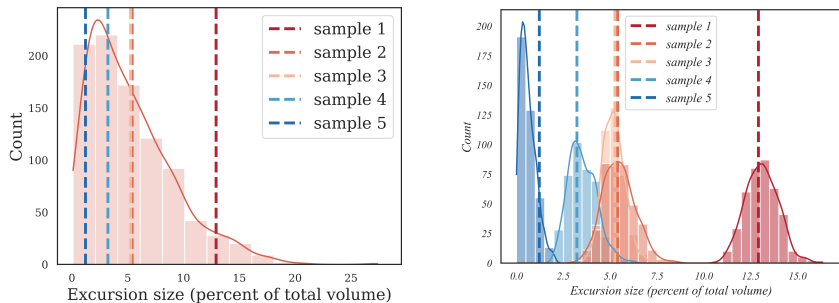 200
150
100
50
0
Count
0
5
10
15
20
25
Excursion size (percent of total volume)
sample 1
sample 2
sample 3
sample 4
sample 5
200
175
150
125
100
75
50
25
0
Count
0.0
2.5
5.0
7.5
10.0
12.5
15.0
Excursion size (percent of total volume)
sample 1
sample 2
sample 3
sample 4
sample 5